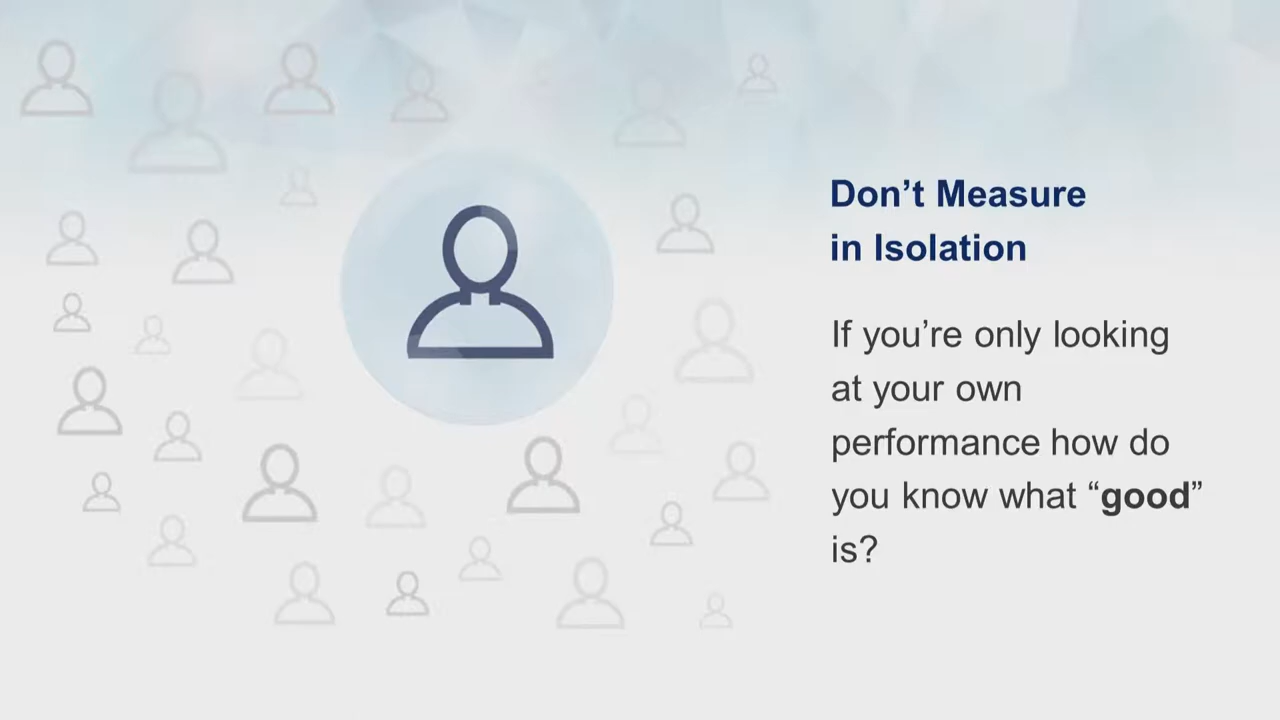 Don’t Measure
in Isolation
If you’re only looking
at your own
performance how do
you know what “good”
is?